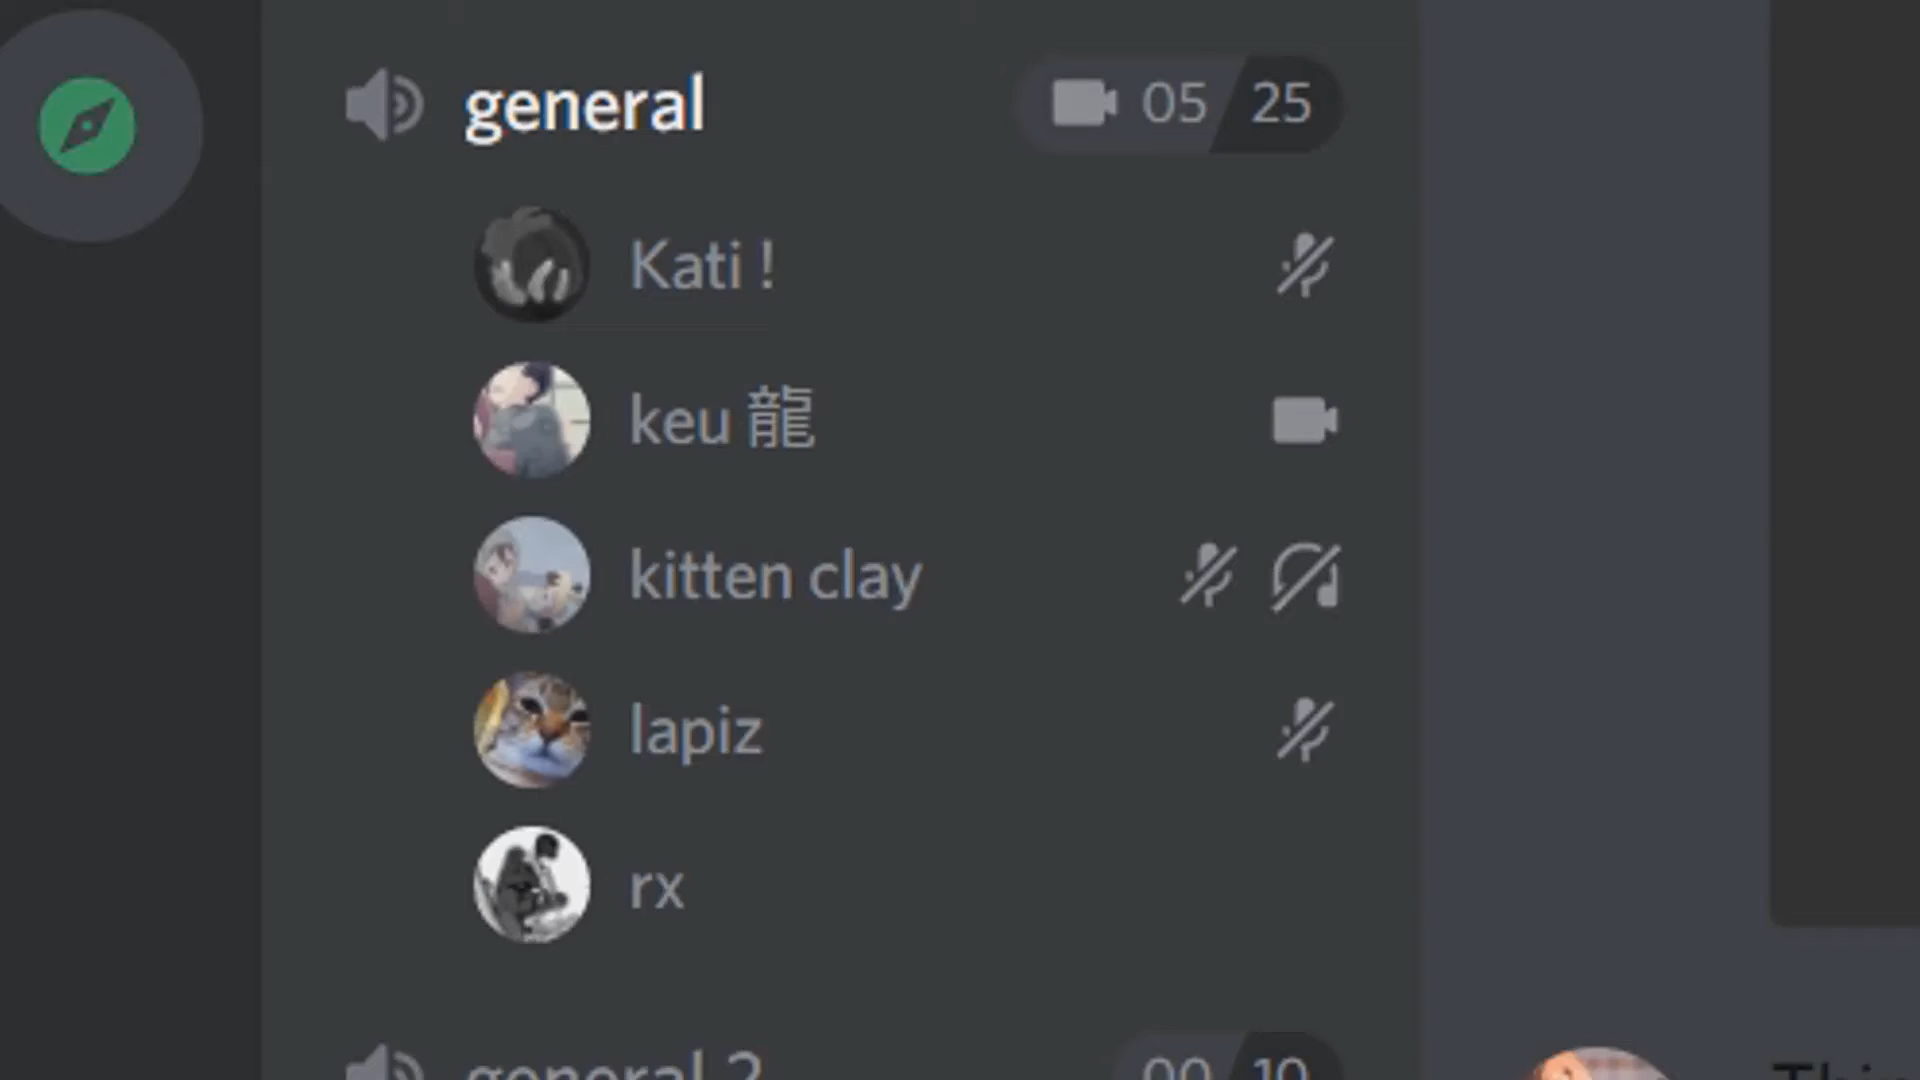 general 05 25
Kati !
keu 龍
kitten clay
lapiz
rx
general 2 00 10